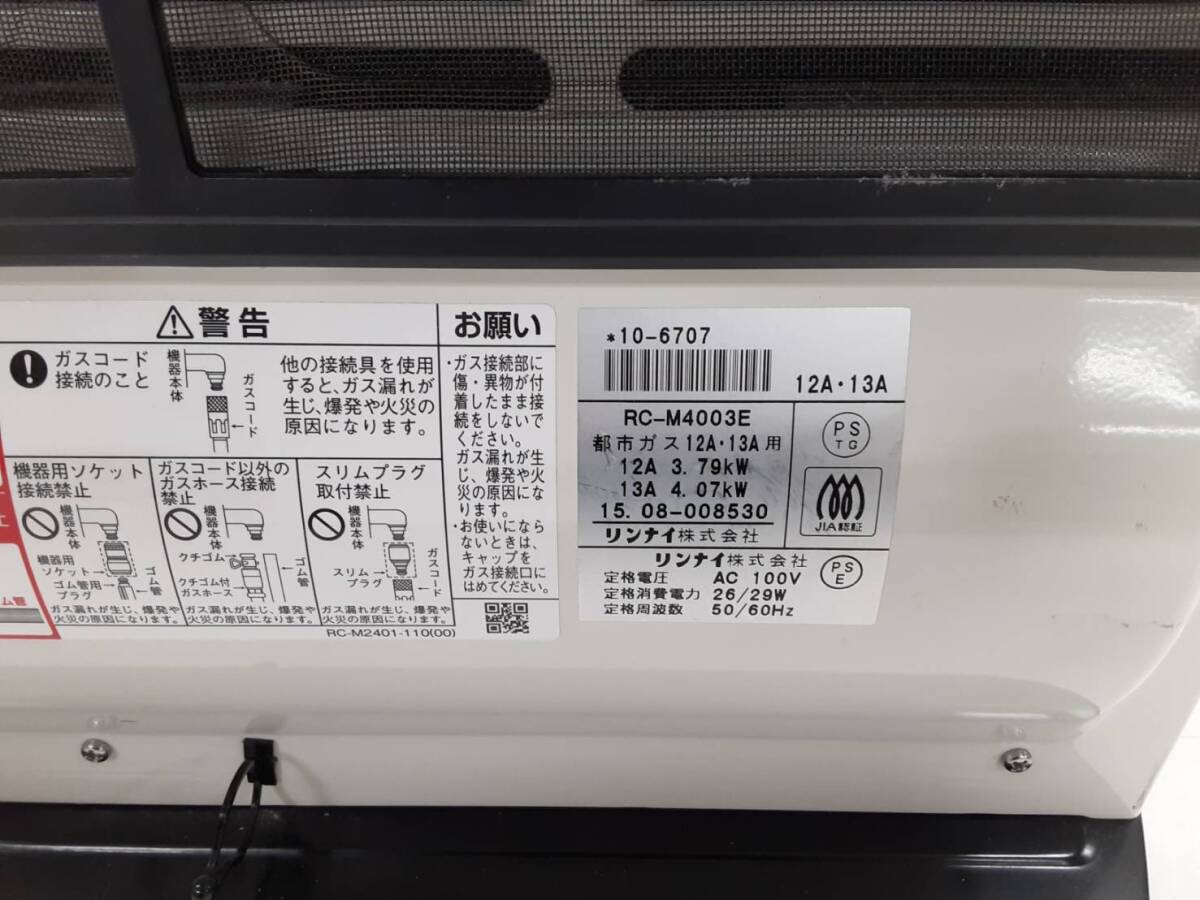 警告
ガスコード
接続のこと
機器本体
ガスコード
他の接続具を使用
すると、ガス漏れが
生じ、爆発や火災の
原因になります。
機器用ソケット
接続禁止
機器本体
機器用
ソケット
ゴム管用
プラグ
ゴム管
ガス漏れが生じ、爆発や
火災の原因になります。
ガスコード以外の
ガスホース接続
禁止
機器本体
クチゴム
クチゴム付
ガスホース
ゴム管
ガス漏れが生じ、爆発や
火災の原因になります。
スリムプラグ
取付禁止
機器本体
スリム
プラグ
ガスコード
ガス漏れが生じ、爆発や
火災の原因になります。
RC-M2401-110(00)
お願い
・ガス接続部に
傷・異物が付
着したまま接
続をしないで
ください。
ガス漏れが生
じ、爆発や火
災の原因にな
ります。
・お使いになら
ないときは、
キャップを
ガス接続口に
はめてください。
ム管
*10-6707
12A・13A
RC-M4003E
都市ガス12A・13A用
12A 3.79kW
13A 4.07kW
15.08-008530
リンナイ株式会社
PS
TG
JIA認証
リンナイ株式会社
定格電圧 AC 100V
定格消費電力 26/29W
定格周波数 50/60Hz
PS
E